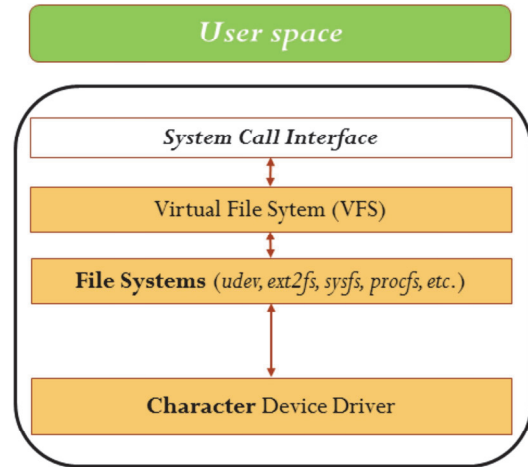 User space
System Call Interface
Virtual File Sytem (VFS)
File Systems (udev, ext2fs, sysfs, procfs, etc.)
Character Device Driver